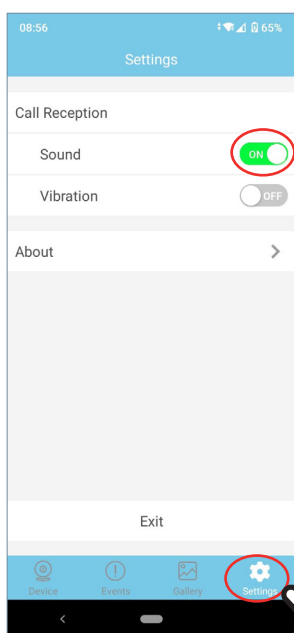 08:56 65%
Settings
Call Reception
Sound ON
Vibration OFF
About
Exit
Device Events Gallery Settings